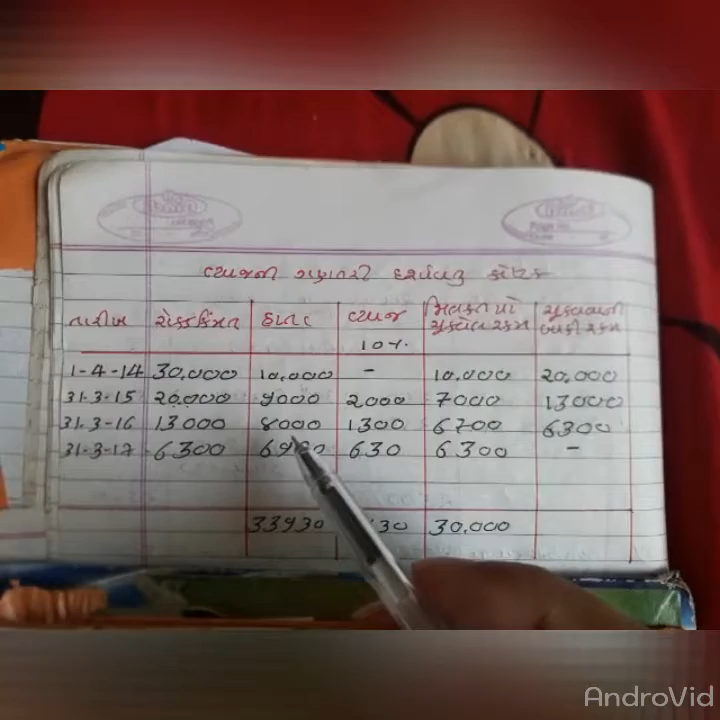 વ્યાજની ગણતરી દર્શાવતુ કોષ્ટક
તારીખ રોકડકિંમત હપ્તા વ્યાજ મિલ્કત પેટે ચુકવેલ રકમ ચુકવવાની બાકી રકમ
10%
1-4-14 30,000 10,000 - 10,000 20,000
31-3-15 20,000 9000 2000 7000 13000
31-3-16 13000 8000 1300 6700 6300
31-3-17 6300 630 6300 -
33930 30,000
AndroVid